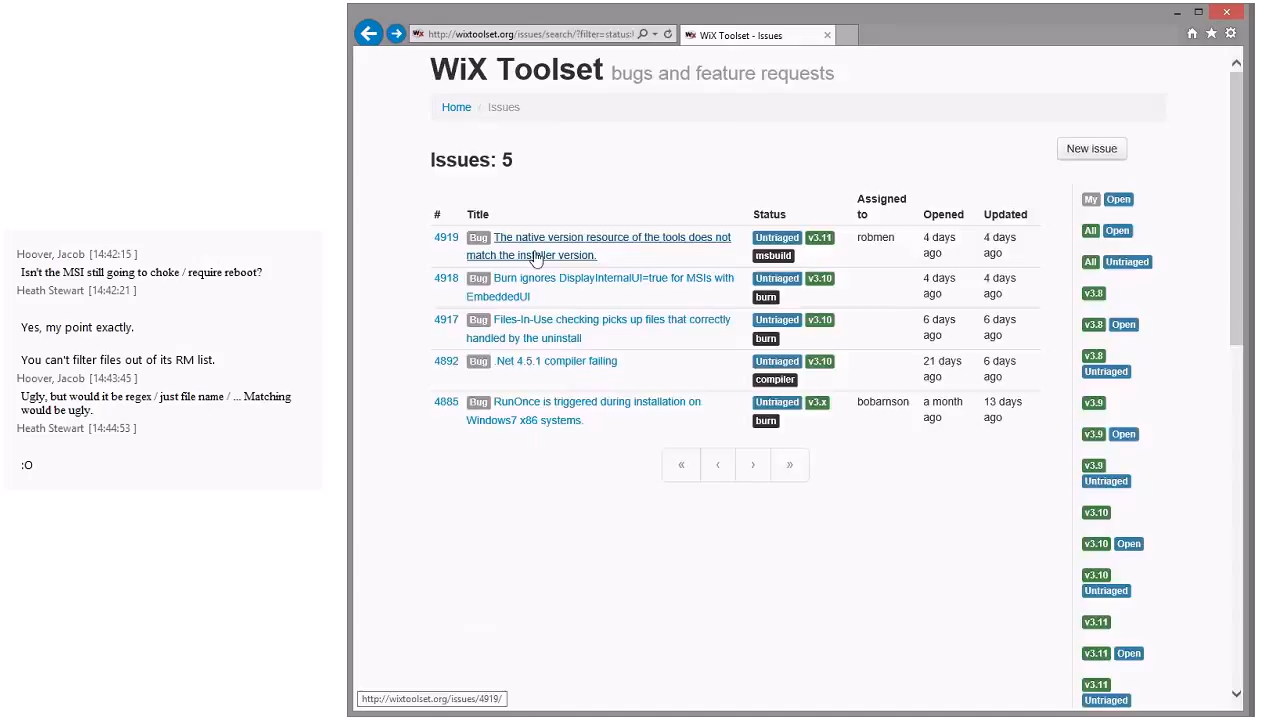 Hoover, Jacob [14:42:15 ]
Isn't the MSI still going to choke / require reboot?
Heath Stewart [14:42:21 ]
Yes, my point exactly.
You can't filter files out of its RM list.
Hoover, Jacob [14:43:45 ]
Ugly, but would it be regex / just file name / ... Matching
would be ugly.
Heath Stewart [14:44:53 ]
:O
http://wixtoolset.org/issues/search/?filter=status:
WiX Toolset - Issues
WiX Toolset bugs and feature requests
Home / Issues
New issue
Issues: 5
# Title Status Assigned to Opened Updated
4919 Bug The native version resource of the tools does not Untriaged v3.11 robmen 4 days 4 days
match the installer version. msbuild ago ago
4918 Bug Burn ignores DisplayInternalUI=true for MSIs with Untriaged v3.10 4 days 4 days
EmbeddedUI burn ago ago
4917 Bug Files-In-Use checking picks up files that correctly Untriaged v3.10 6 days 6 days
handled by the uninstall burn ago ago
4892 Bug .Net 4.5.1 compiler failing Untriaged v3.10 21 days 6 days
compiler ago ago
4885 Bug RunOnce is triggered during installation on Untriaged v3.x bobarnson a month 13 days
Windows7 x86 systems. burn ago ago
« ‹ › »
My Open
All Open
All Untriaged
v3.8
v3.8 Open
v3.8
Untriaged
v3.9
v3.9 Open
v3.9
Untriaged
v3.10
v3.10 Open
v3.10
Untriaged
v3.11
v3.11 Open
v3.11
Untriaged
http://wixtoolset.org/issues/4919/